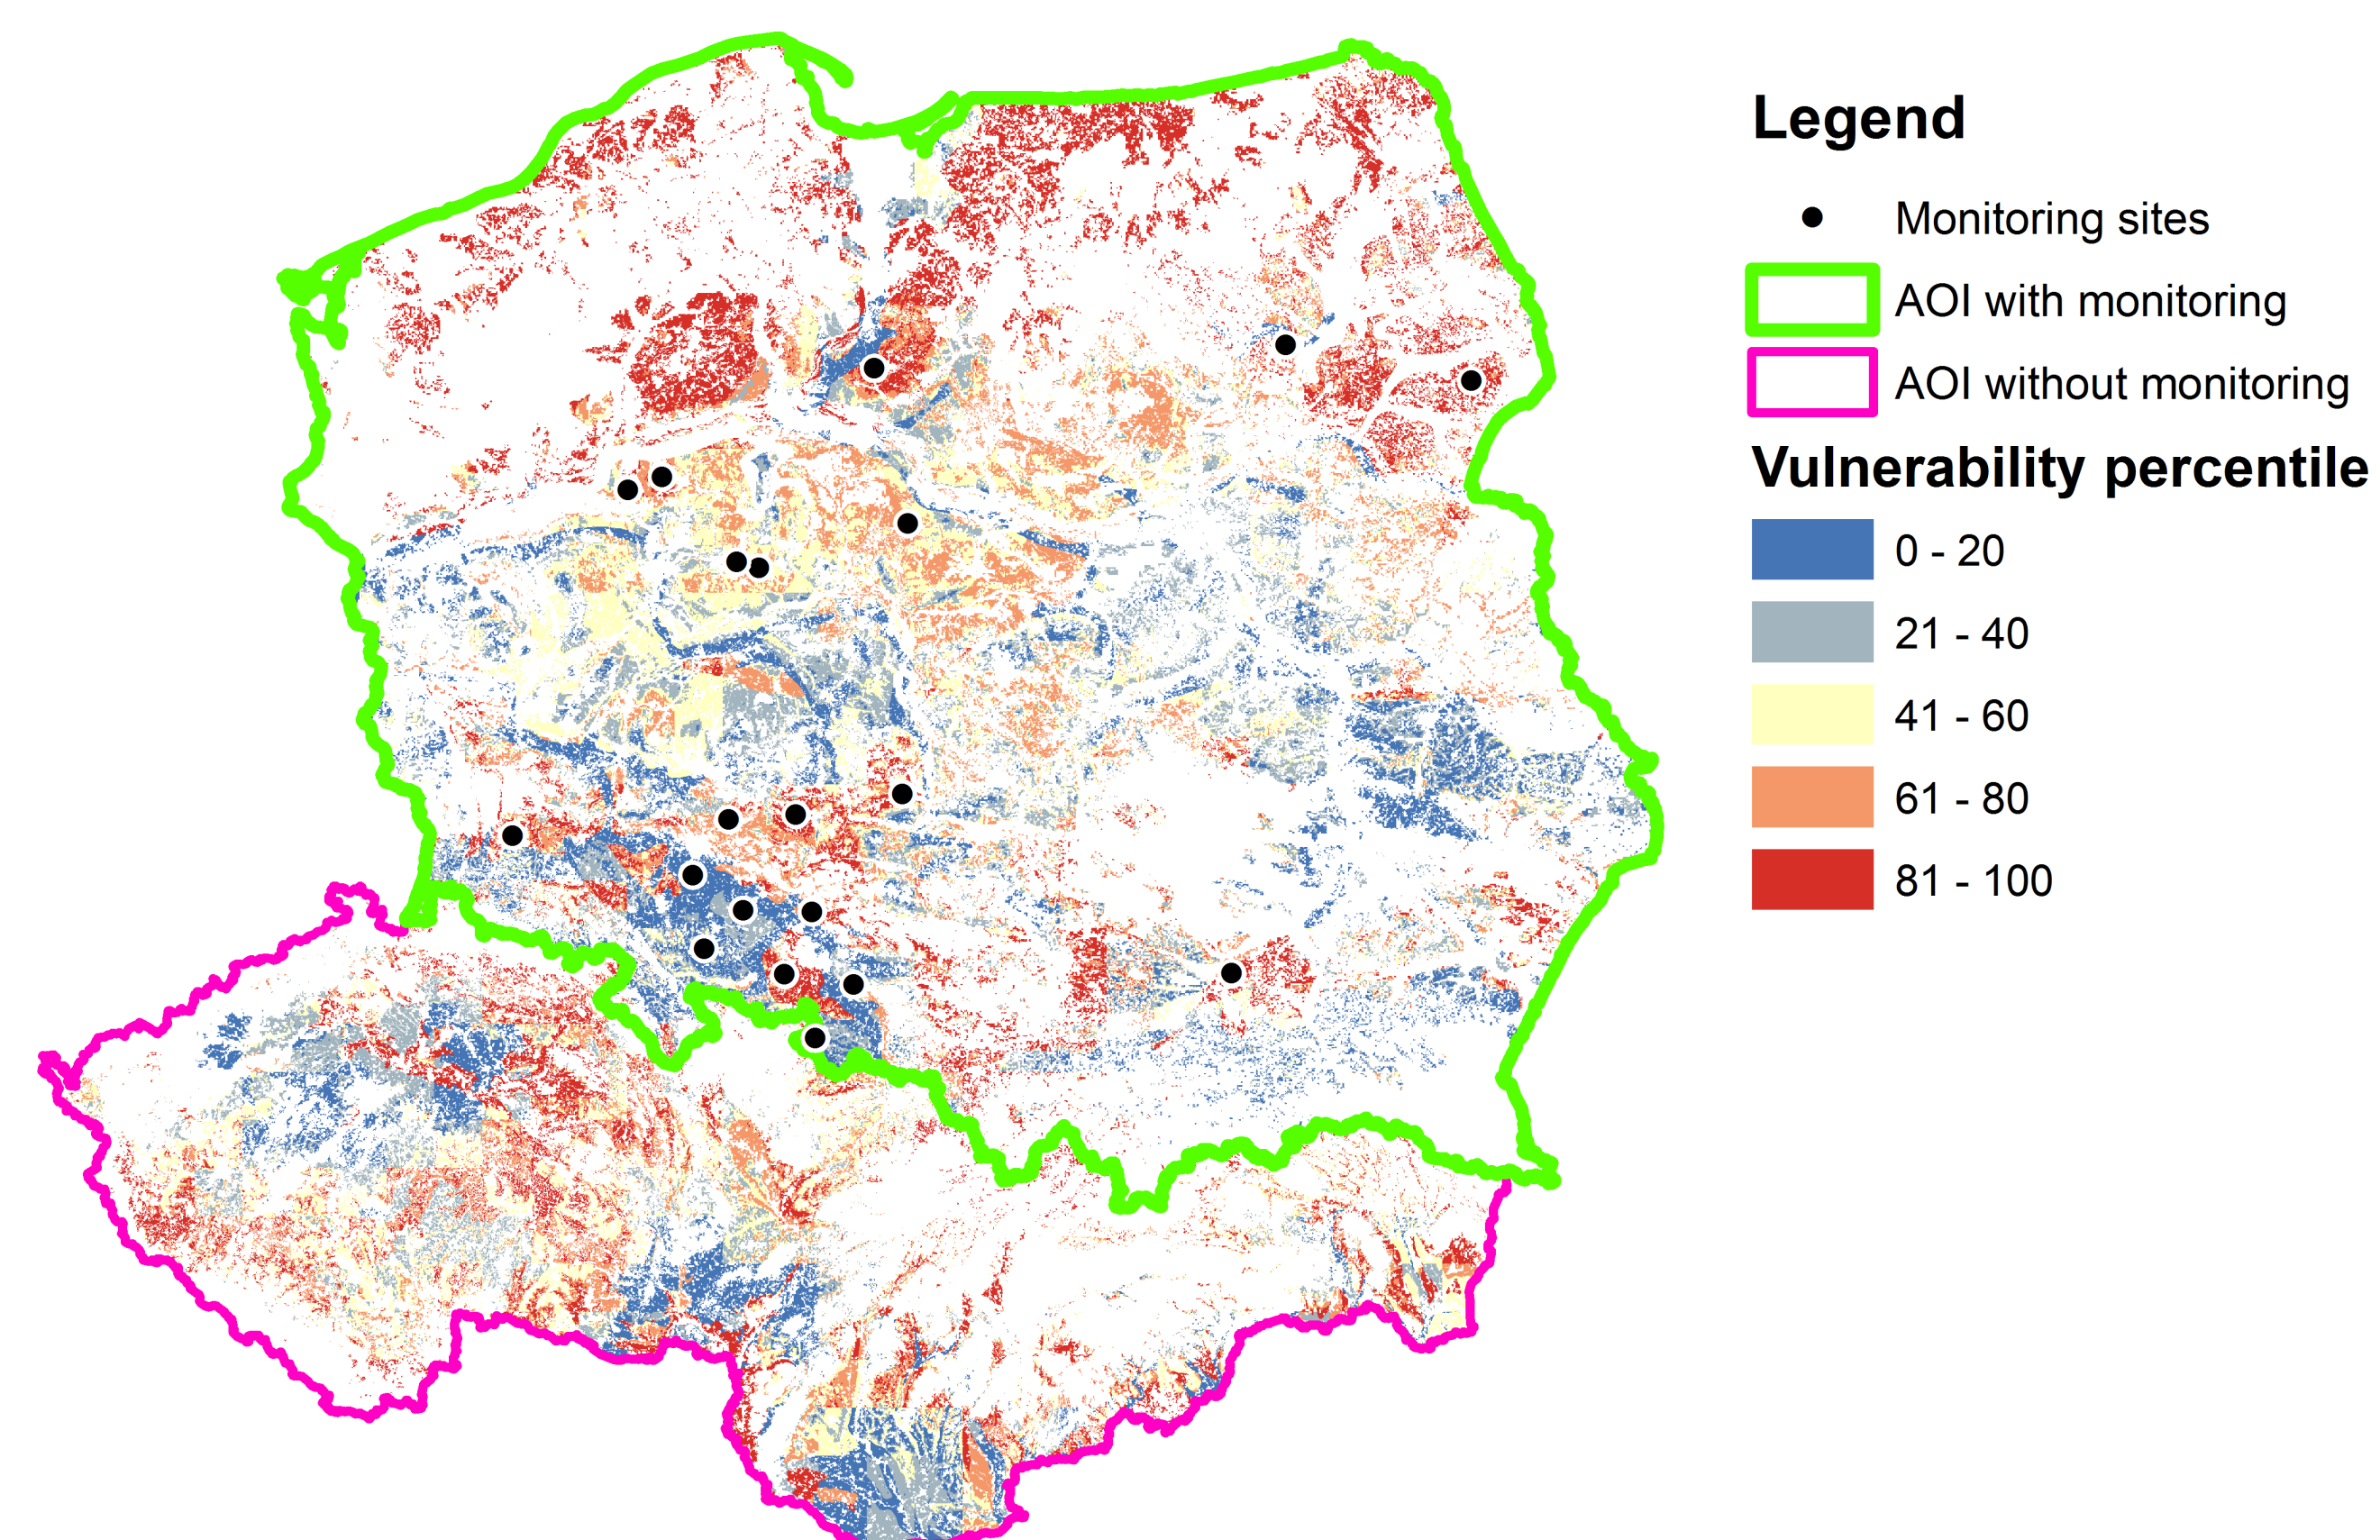 Legend
Monitoring sites
AOI with monitoring
AOI without monitoring
Vulnerability percentile
0 - 20
21 - 40
41 - 60
61 - 80
81 - 100